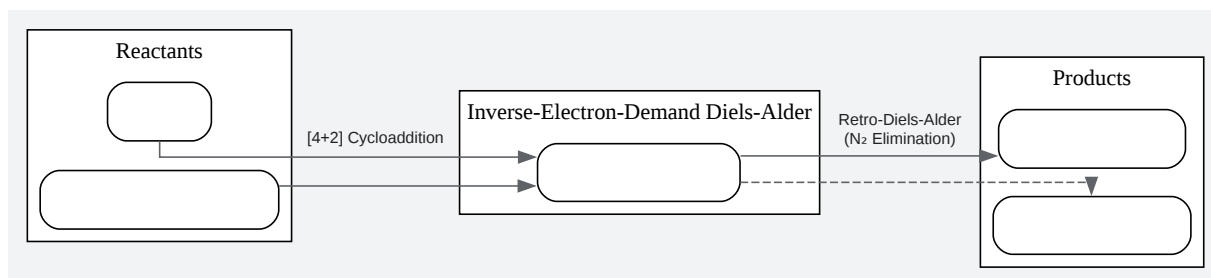 Reactants
[4+2] Cycloaddition
Inverse-Electron-Demand Diels-Alder
Retro-Diels-Alder
(N₂ Elimination)
Products